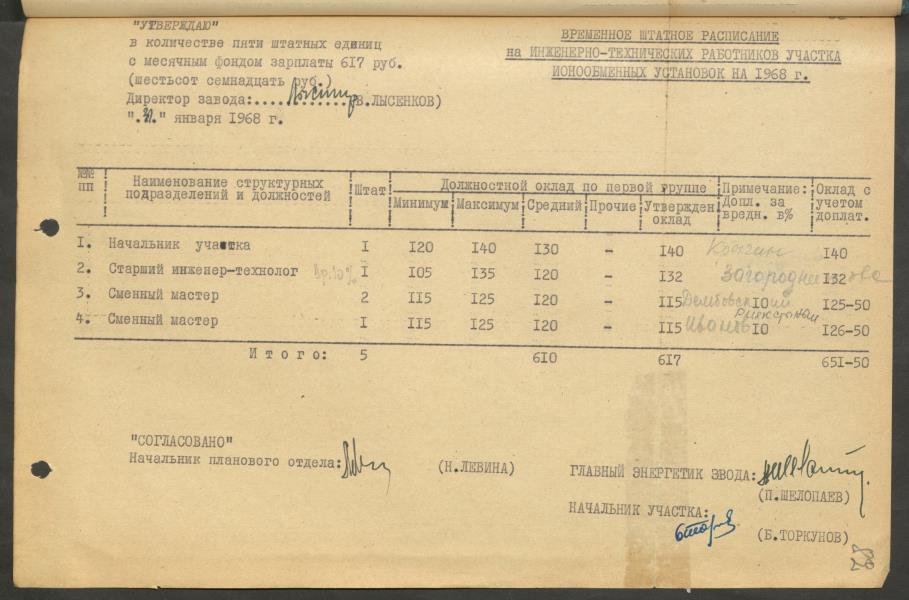 "УТВЕРЖДАЮ"
в количестве пяти штатных единиц
с месячным фондом зарплаты 617 руб.
(шестьсот семнадцать руб.)
Директор завода:..............(В.ЛЫСЕНКОВ)
"31." января 1968 г.
ВРЕМЕННОЕ ШТАТНОЕ РАСПИСАНИЕ
на ИНЖЕНЕРНО-ТЕХНИЧЕСКИХ РАБОТНИКОВ УЧАСТКА
ИОНООБМЕННЫХ УСТАНОВОК НА 1968 г.
№№ пп Наименование структурных подразделений и должностей Штат Должностной оклад по первой группе Примечание: Допл. за вредн. в% Оклад с учетом доплат.
Минимум Максимум Средний Прочие Утвержден оклад
1. Начальник участка 1 120 140 130 - 140 140
2. Старший инженер-технолог Вр.10% 1 105 135 120 - 132 132
3. Сменный мастер 2 115 125 120 - 115 10 125-50
4. Сменный мастер 1 115 125 120 - 115 10 126-50
Итого: 5 610 617 651-50
"СОГЛАСОВАНО"
Начальник планового отдела: (Н.ЛЕВИНА)
ГЛАВНЫЙ ЭНЕРГЕТИК ЗВОДА:
(П.ШЕЛОПАЕВ)
НАЧАЛЬНИК УЧАСТКА:
(Б.ТОРКУНОВ)